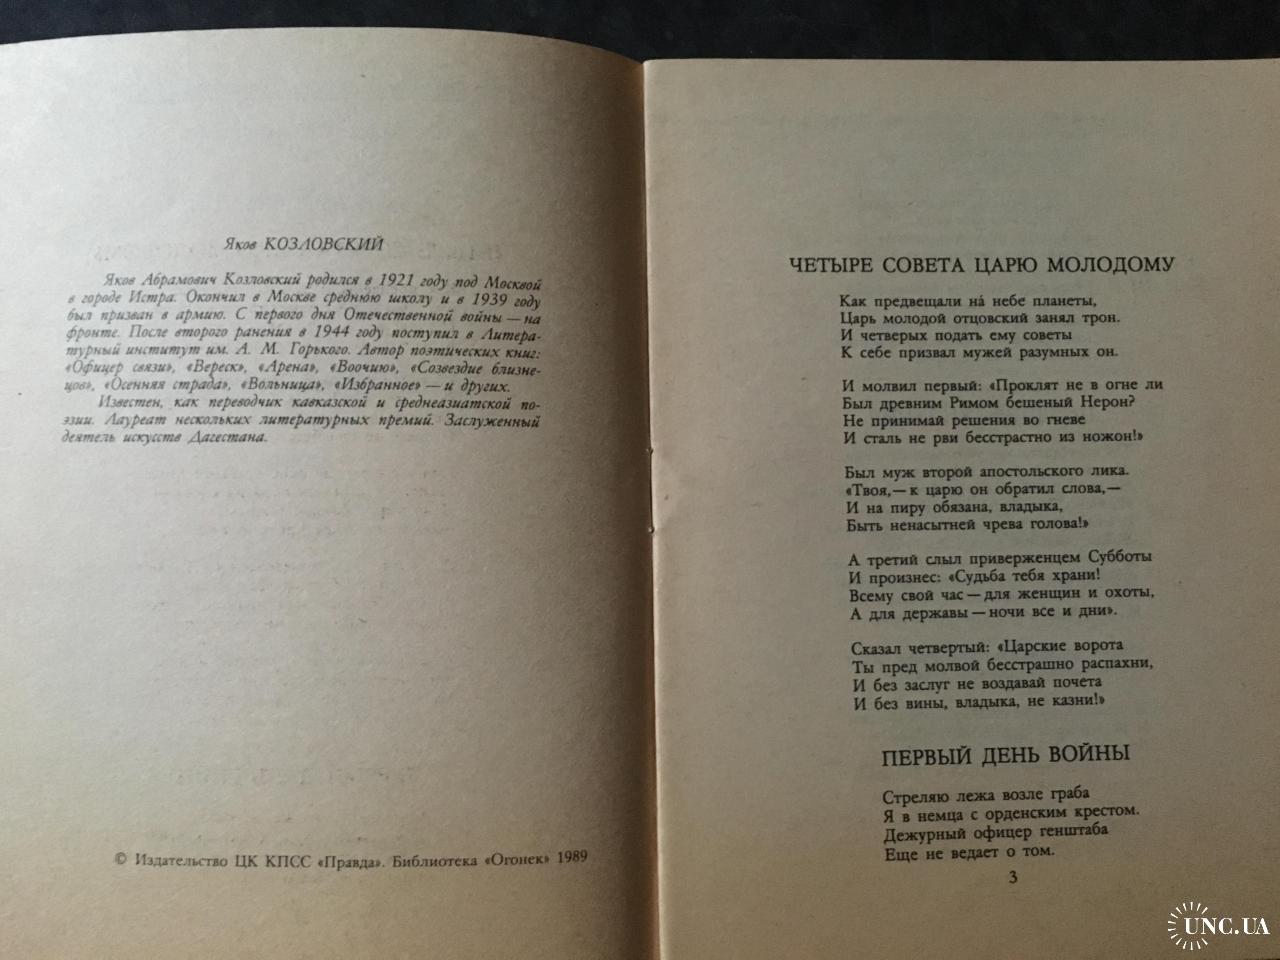 Яков КОЗЛОВСКИЙ
Яков Абрамович Козловский родился в 1921 году под Москвой
в городе Истра. Окончил в Москве среднюю школу и в 1939 году
был призван в армию. С первого дня Отечественной войны — на
фронте. После второго ранения в 1944 году поступил в Литера-
турный институт им. А. М. Горького. Автор поэтических книг:
«Офицер связи», «Вереск», «Арена», «Воочию», «Созвездие близне-
цов», «Осенняя страда», «Вольница», «Избранное» — и других.
Известен, как переводчик кавказской и среднеазиатской по-
эзии. Лауреат нескольких литературных премий. Заслуженный
деятель искусств Дагестана.
© Издательство ЦК КПСС «Правда». Библиотека «Огонек» 1989
ЧЕТЫРЕ СОВЕТА ЦАРЮ МОЛОДОМУ
Как предвещали на́ небе планеты,
Царь молодой отцовский занял трон.
И четверых подать ему советы
К себе призвал мужей разумных он.
И молвил первый: «Проклят не в огне ли
Был древним Римом бешеный Нерон?
Не принимай решения во гневе
И сталь не рви бесстрастно из ножон!»
Был муж второй апостольского лика.
«Твоя,— к царю он обратил слова,—
И на пиру обязана, владыка,
Быть ненасытней чрева голова!»
А третий слыл приверженцем Субботы
И произнес: «Судьба тебя храни!
Всему свой час — для женщин и охоты,
А для державы — ночи все и дни».
Сказал четвертый: «Царские ворота
Ты пред молвой бесстрашно распахни,
И без заслуг не воздавай почета
И без вины, владыка, не казни!»
ПЕРВЫЙ ДЕНЬ ВОЙНЫ
Стреляю лежа возле граба
Я в немца с орденским крестом.
Дежурный офицер генштаба
Еще не ведает о том.
3
UNC.UA